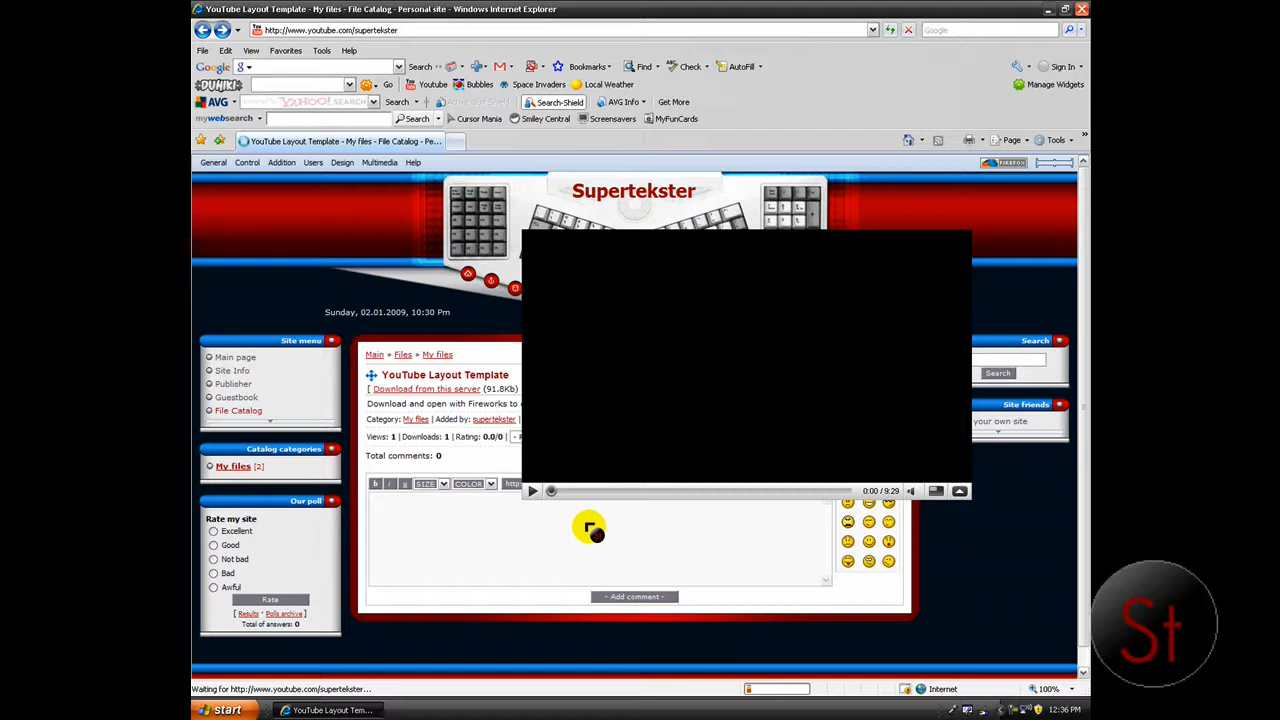 YouTube Layout Template - My files - File Catalog - Personal site - Windows Internet Explorer
http://www.youtube.com/supertekster
Google
File Edit View Favorites Tools Help
Google g Search Bookmarks Find Check AutoFill Sign In
DUHIKI Go Youtube Bubbles Space Invaders Local Weather Manage Widgets
AVG YAHOO! SEARCH Search Active Surf-Shield Search-Shield AVG Info Get More
mywebsearch Search Cursor Mania Smiley Central Screensavers MyFunCards
YouTube Layout Template - My files - File Catalog - Pe... Page Tools
General Control Addition Users Design Multimedia Help FIREFOX
Supertekster
Sunday, 02.01.2009, 10:30 PM
Site menu
Main page
Site Info
Publisher
Guestbook
File Catalog
Catalog categories
My files [2]
Our poll
Rate my site
Excellent
Good
Not bad
Bad
Awful
Rate
[ Results · Polls archive ]
Total of answers: 0
Main » Files » My files
YouTube Layout Template
[ Download from this server (91.8Kb)
Download and open with Fireworks to
Category: My files | Added by: supertekster
Views: 1 | Downloads: 1 | Rating: 0.0/0
Total comments: 0
b i u SIZE COLOR http
- Add comment -
0:00 / 9:29
Search
Search
Site friends
your own site
St
Waiting for http://www.youtube.com/supertekster... Internet 100%
start YouTube Layout Tem... 12:36 PM